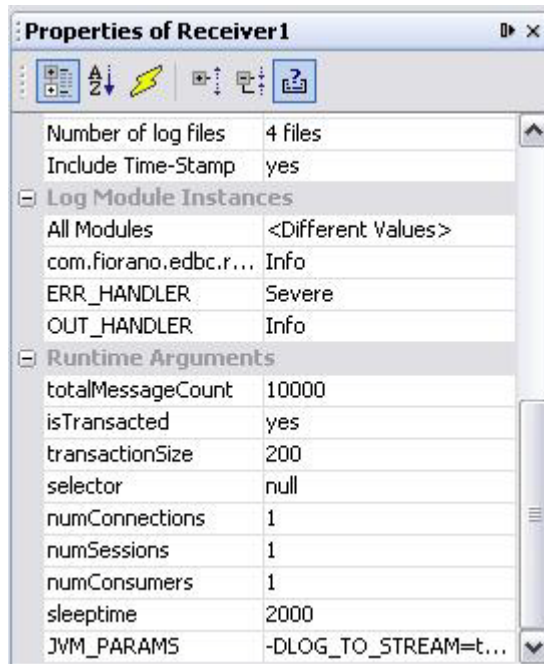 Properties of Receiver1
Number of log files 4 files
Include Time-Stamp yes
Log Module Instances
All Modules <Different Values>
com.fiorano.edbc.r... Info
ERR_HANDLER Severe
OUT_HANDLER Info
Runtime Arguments
totalMessageCount 10000
isTransacted yes
transactionSize 200
selector null
numConnections 1
numSessions 1
numConsumers 1
sleeptime 2000
JVM_PARAMS -DLOG_TO_STREAM=t...